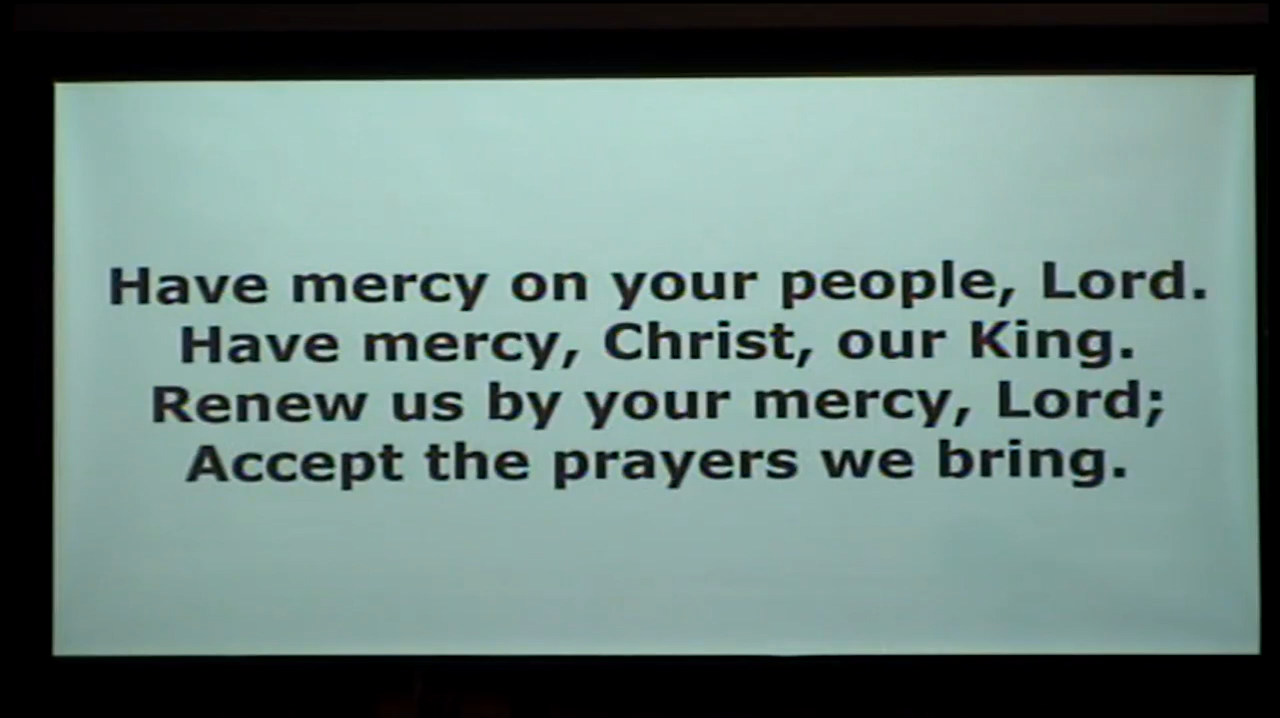 Have mercy on your people, Lord.
Have mercy, Christ, our King.
Renew us by your mercy, Lord;
Accept the prayers we bring.